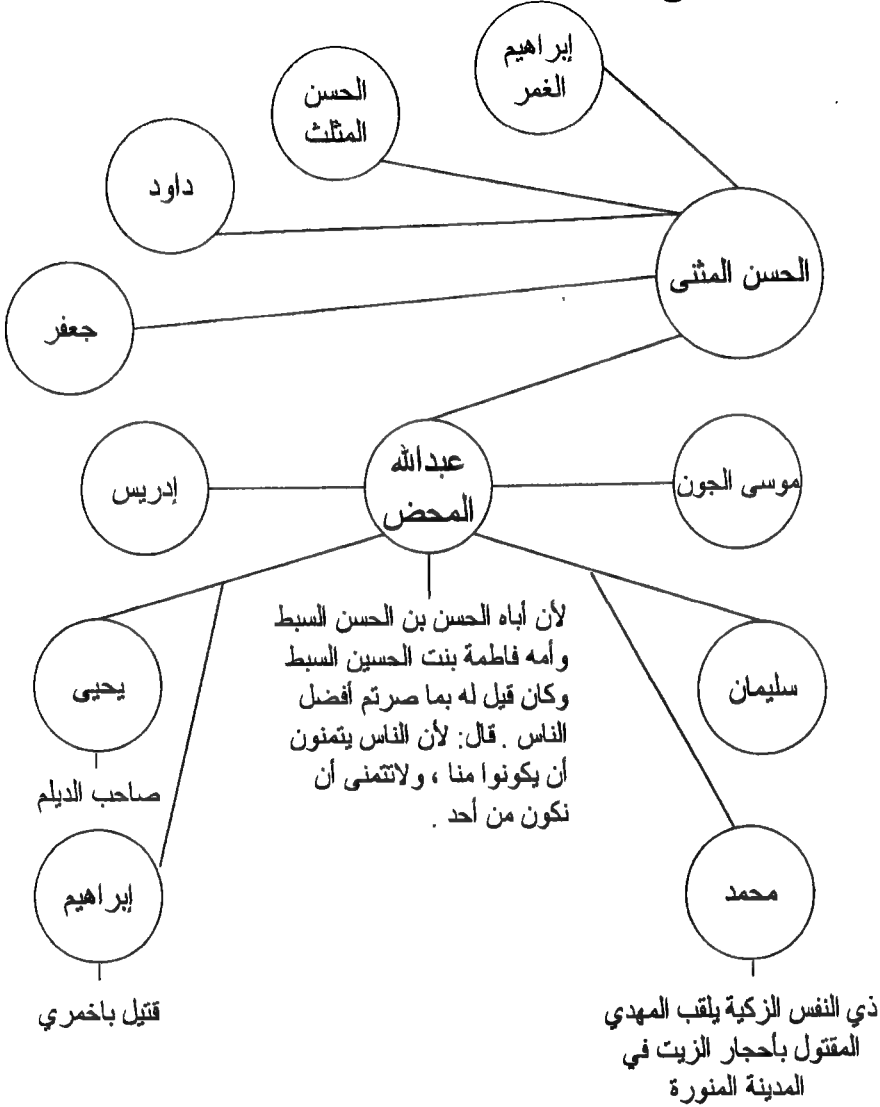 إبراهيم
الغمر
الحسن
المثلث
داود
الحسن المثنى
جعفر
عبدالله
المحض
موسى الجون
إدريس
لأن أباه الحسن بن الحسن السبط
وأمه فاطمة بنت الحسين السبط
وكان قيل له بما صرتم أفضل
الناس . قال: لأن الناس يتمنون
أن يكونوا منا ، ولانتمنى أن
نكون من أحد .
يحيى
صاحب الديلم
سليمان
إبراهيم
قتيل باخمري
محمد
ذي النفس الزكية يلقب المهدي
المقتول بأحجار الزيت في
المدينة المنورة